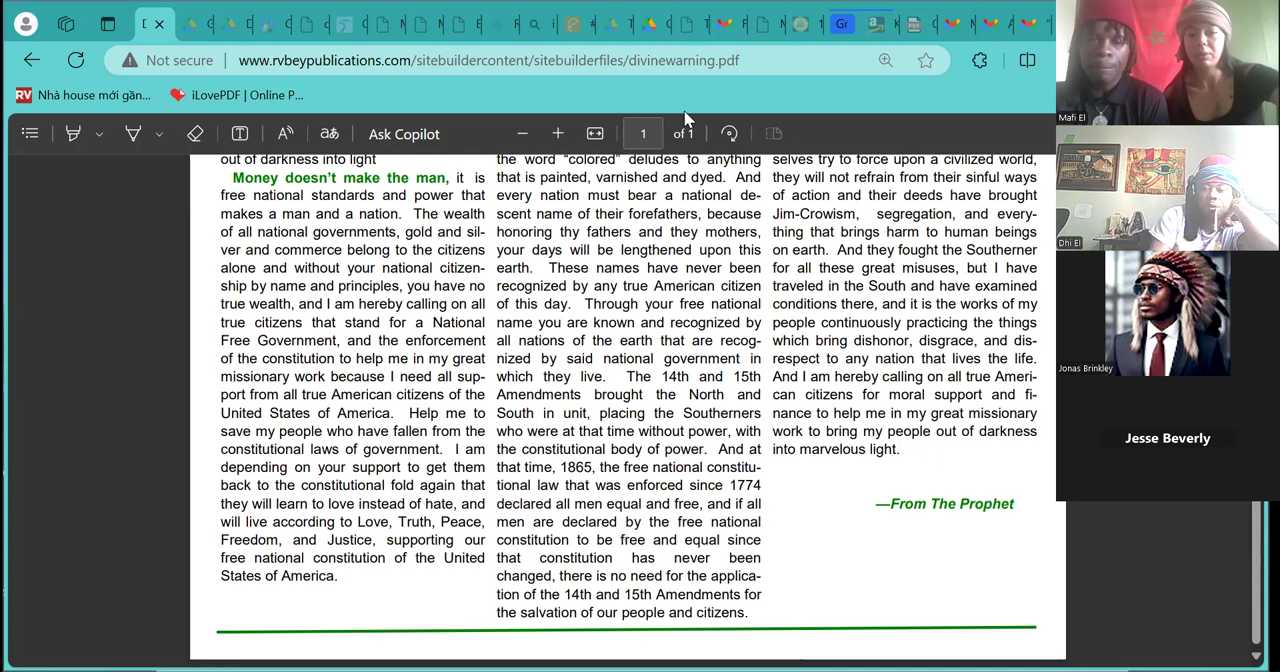 Not secure
www.rvbeypublications.com/sitebuildercontent/sitebuilderfiles/divinewarning.pdf
Nhà house mới gần...
iLovePDF | Online P...
Ask Copilot
1
of 1
out of darkness into light
Money doesn't make the man, it is
free national standards and power that
makes a man and a nation. The wealth
of all national governments, gold and sil-
ver and commerce belong to the citizens
alone and without your national citizen-
ship by name and principles, you have no
true wealth, and I am hereby calling on all
true citizens that stand for a National
Free Government, and the enforcement
of the constitution to help me in my great
missionary work because I need all sup-
port from all true American citizens of the
United States of America. Help me to
save my people who have fallen from the
constitutional laws of government. I am
depending on your support to get them
back to the constitutional fold again that
they will learn to love instead of hate, and
will live according to Love, Truth, Peace,
Freedom, and Justice, supporting our
free national constitution of the United
States of America.
the word "colored" deludes to anything
that is painted, varnished and dyed. And
every nation must bear a national de-
scent name of their forefathers, because
honoring thy fathers and they mothers,
your days will be lengthened upon this
earth. These names have never been
recognized by any true American citizen
of this day. Through your free national
name you are known and recognized by
all nations of the earth that are recog-
nized by said national government in
which they live. The 14th and 15th
Amendments brought the North and
South in unit, placing the Southerners
who were at that time without power, with
the constitutional body of power. And at
that time, 1865, the free national constitu-
tional law that was enforced since 1774
declared all men equal and free, and if all
men are declared by the free national
constitution to be free and equal since
that constitution has never been
changed, there is no need for the applica-
tion of the 14th and 15th Amendments for
the salvation of our people and citizens.
selves try to force upon a civilized world,
they will not refrain from their sinful ways
of action and their deeds have brought
Jim-Crowism, segregation, and every-
thing that brings harm to human beings
on earth. And they fought the Southerner
for all these great misuses, but I have
traveled in the South and have examined
conditions there, and it is the works of my
people continuously practicing the things
which bring dishonor, disgrace, and dis-
respect to any nation that lives the life.
And I am hereby calling on all true Ameri-
can citizens for moral support and fi-
nance to help me in my great missionary
work to bring my people out of darkness
into marvelous light.
—From The Prophet
Mafi El
Dhi El
Jonas Brinkley
Jesse Beverly